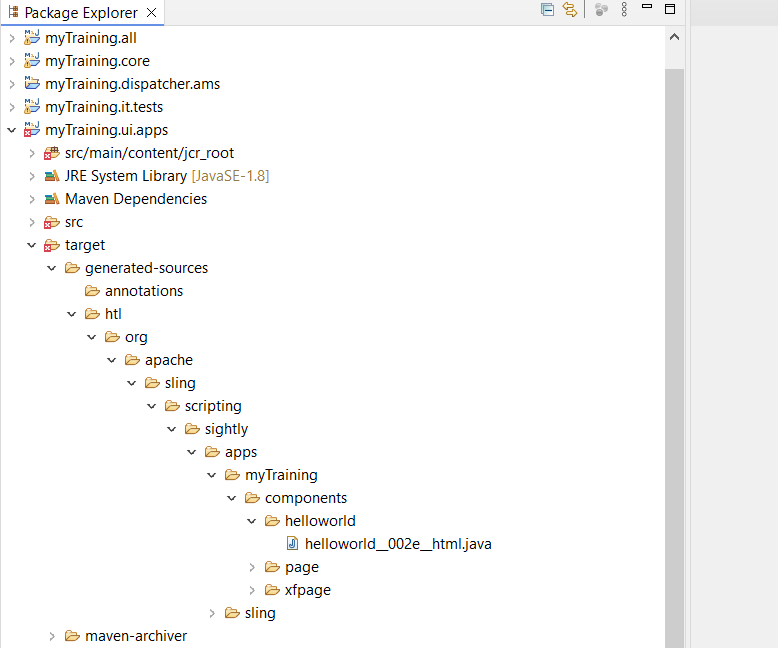 Package Explorer
myTraining.all
myTraining.core
myTraining.dispatcher.ams
myTraining.it.tests
myTraining.ui.apps
src/main/content/jcr_root
JRE System Library [JavaSE-1.8]
Maven Dependencies
src
target
generated-sources
annotations
htl
org
apache
sling
scripting
sightly
apps
myTraining
components
helloworld
helloworld__002e__html.java
page
xfpage
sling
maven-archiver